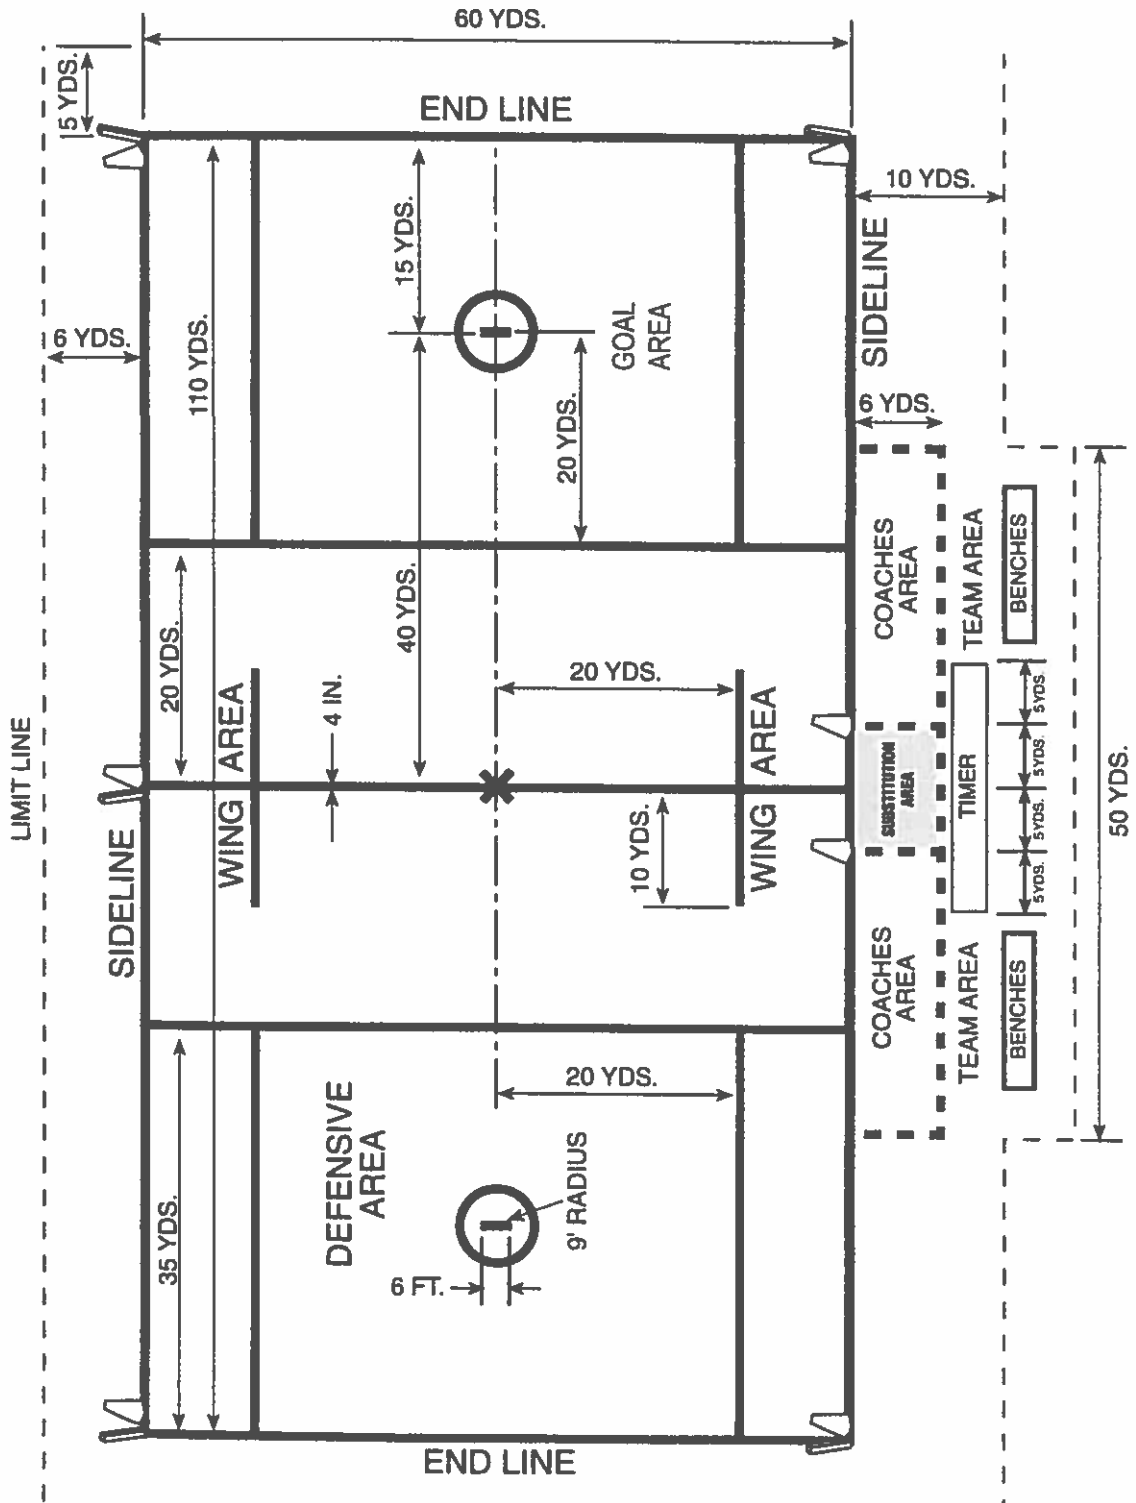 60 YDS.
5 YDS.
END LINE
10 YDS.
15 YDS.
SIDELINE
GOAL
AREA
6 YDS.
110 YDS.
6 YDS.
20 YDS.
COACHES
AREA
TEAM AREA
BENCHES
40 YDS.
20 YDS.
20 YDS.
4 IN.
LIMIT LINE
WING AREA
WING AREA
5 YDS.
5 YDS.
5 YDS.
5 YDS.
SUBSTITUTION
AREA
TIMER
50 YDS.
10 YDS.
SIDELINE
COACHES
AREA
TEAM AREA
BENCHES
20 YDS.
DEFENSIVE
AREA
9' RADIUS
35 YDS.
6 FT.
END LINE